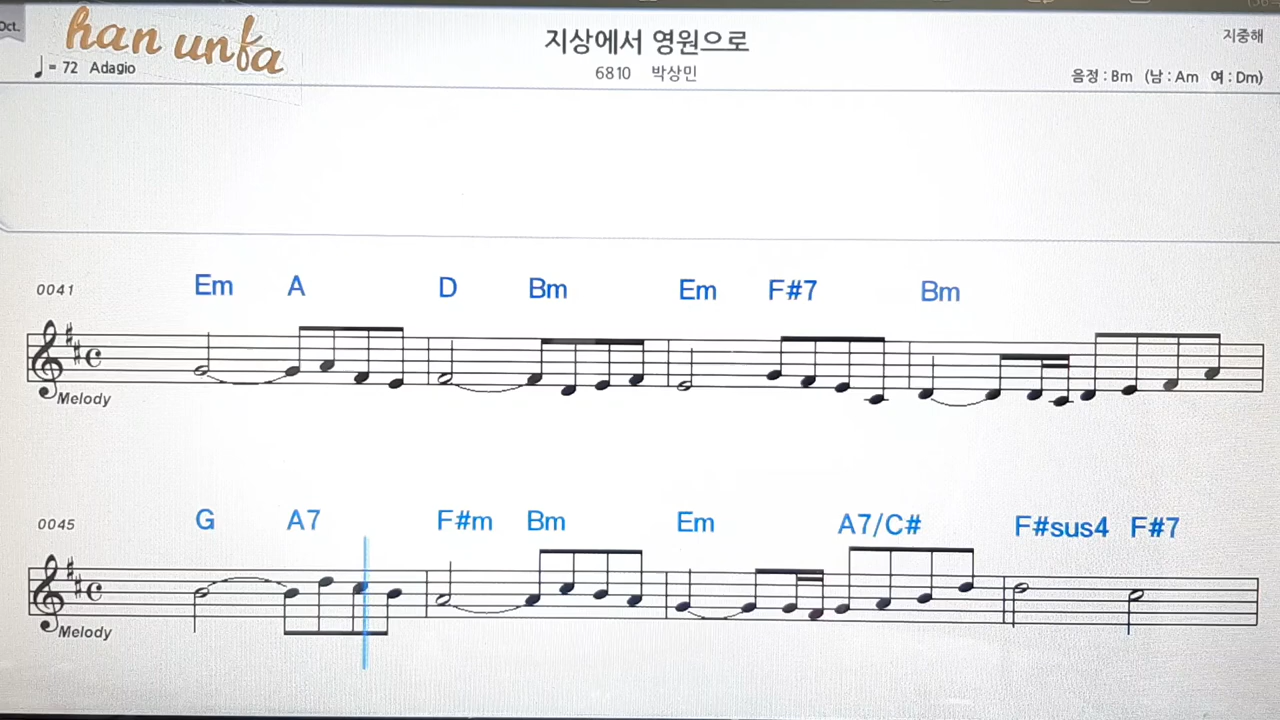 Oct.
han unfa
지상에서 영원으로
지중해
♩ = 72 Adagio
6810 박상민
음정 : Bm (남 : Am 여 : Dm)
0041
Em A D Bm Em F#7 Bm
Melody
0045
G A7 F#m Bm Em A7/C# F#sus4 F#7
Melody